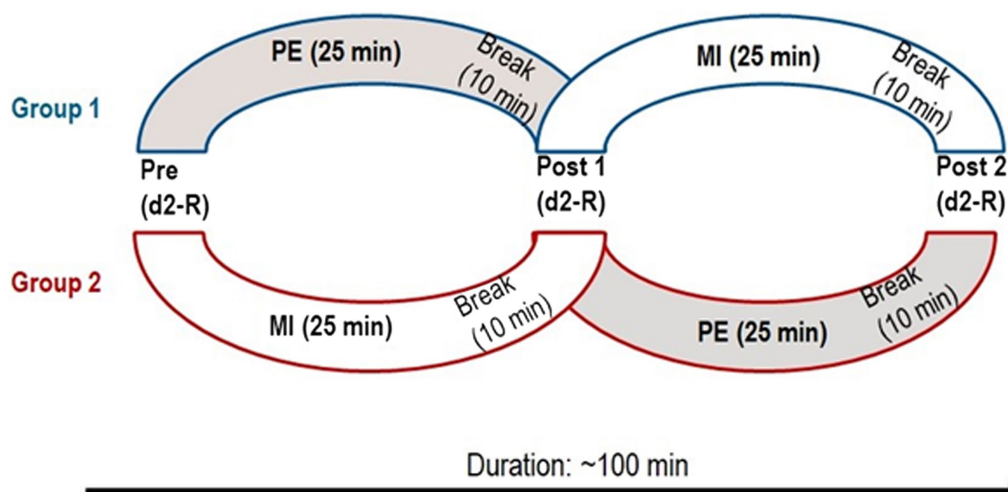 PE (25 min)
Break
(10 min)
MI (25 min)
Break
(10 min)
Group 1
Pre
(d2-R)
Post 1
(d2-R)
Post 2
(d2-R)
Group 2
MI (25 min)
Break
(10 min)
PE (25 min)
Break
(10 min)
Duration: ~100 min